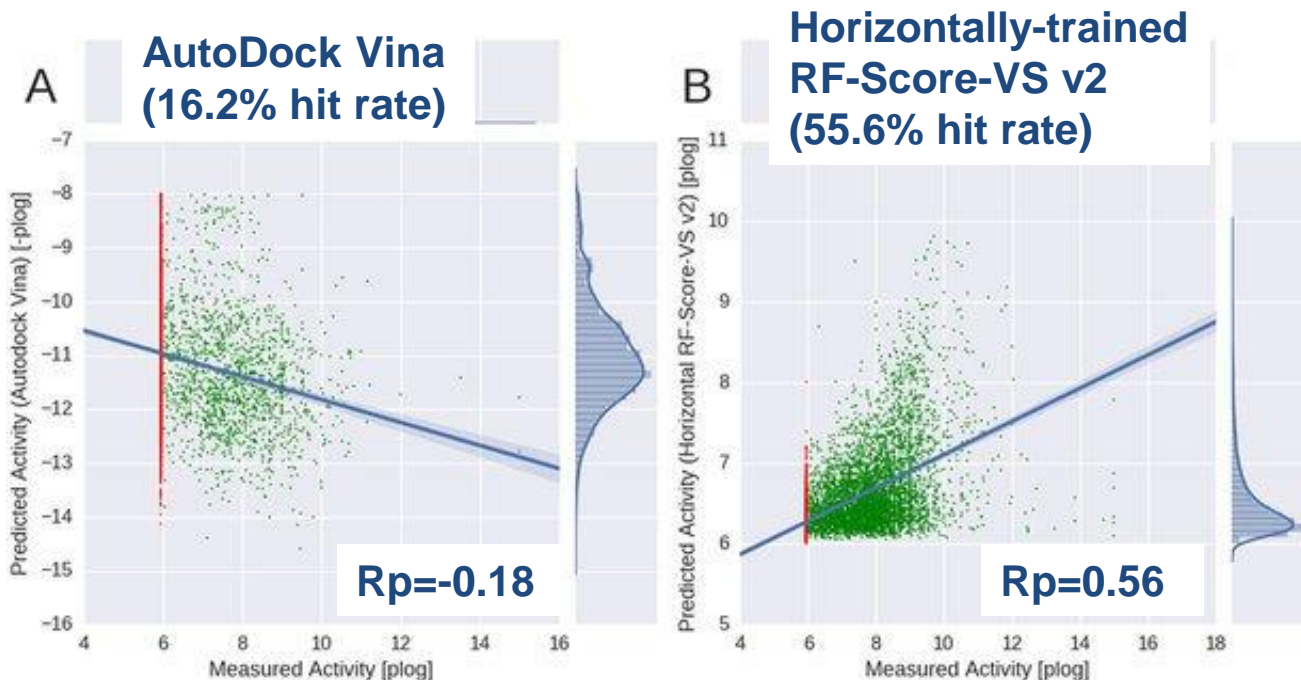 A
AutoDock Vina
(16.2% hit rate)
−7
−8
−9
−10
−11
−12
−13
−14
−15
−16
Predicted Activity (Autodock Vina) [-plog]
4 6 8 10 12 14 16
Measured Activity [plog]
Rp=-0.18
B
Horizontally-trained
RF-Score-VS v2
(55.6% hit rate)
11
10
9
8
7
6
5
Predicted Activity (Horizontal RF-Score-VS v2) [plog]
4 6 8 10 12 14 16 18
Measured Activity [plog]
Rp=0.56